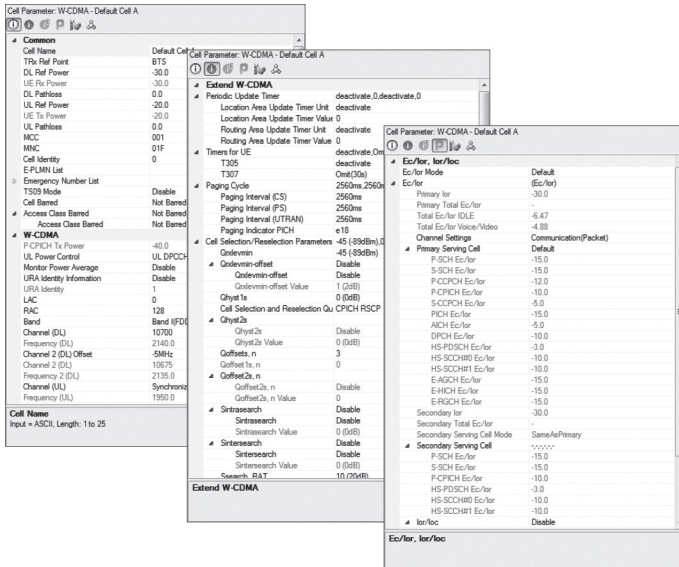 Cell Parameter: W-CDMA - Default Cell A
Common
Cell Name Default Cell A
TRx Ref Point BTS
DL Ref Power -30.0
UE Rx Power -30.0
DL Pathloss 0.0
UL Ref Power -20.0
UE Tx Power -20.0
UL Pathloss 0.0
MCC 001
MNC 01F
Cell Identity 0
E-PLMN List
Emergency Number List
TS09 Mode Disable
Cell Barred Not Barred
Access Class Barred Not Barred
Access Class Barred Not Barred
W-CDMA
P-CPICH Tx Power -40.0
UL Power Control UL DPCCH
Monitor Power Average Disable
URA Identity Information Disable
URA Identity 1
LAC 0
RAC 128
Band Band I(FDD
Channel (DL) 10700
Frequency (DL) 2140.0
Channel 2 (DL) Offset -5MHz
Channel 2 (DL) 10675
Frequency 2 (DL) 2135.0
Channel (UL) Synchroniz
Frequency (UL) 1950.0
Cell Name
Input = ASCII, Length: 1 to 25
Cell Parameter: W-CDMA - Default Cell A
Extend W-CDMA
Periodic Update Timer deactivate,0,deactivate,0
Location Area Update Timer Unit deactivate
Location Area Update Timer Value 0
Routing Area Update Timer Unit deactivate
Routing Area Update Timer Value 0
Timers for UE deactivate,Om
T305 deactivate
T307 Omit(30s)
Paging Cycle 2560ms,2560m
Paging Interval (CS) 2560ms
Paging Interval (PS) 2560ms
Paging Interval (UTRAN) 2560ms
Paging Indicator PICH e18
Cell Selection/Reselection Parameters -45 (-89dBm),0
Qrxlevmin -45 (-89dBm)
Qrxlevmin-offset Disable
Qrxlevmin-offset Disable
Qrxlevmin-offset Value 1 (2dB)
Qhyst1s 0 (0dB)
Cell Selection and Reselection Qu CPICH RSCP
Qhyst2s
Qhyst2s Disable
Qhyst2s Value 0 (0dB)
Qoffsets, n 3
Qoffset1s, n 0
Qoffset2s, n
Qoffset2s, n Disable
Qoffset2s, n Value 0
Sintrasearch Disable
Sintrasearch Disable
Sintrasearch Value 0 (0dB)
Sintersearch Disable
Sintersearch Disable
Sintersearch Value 0 (0dB)
Ssearch, RAT 10 (20dB)
Extend W-CDMA
Cell Parameter: W-CDMA - Default Cell A
Ec/Ior, Ior/Ioc
Ec/Ior Mode Default
Ec/Ior (Ec/Ior)
Primary Ior -30.0
Primary Total Ec/Ior -
Total Ec/Ior IDLE -6.47
Total Ec/Ior Voice/Video -4.88
Channel Settings Communication(Packet)
Primary Serving Cell Default
P-SCH Ec/Ior -15.0
S-SCH Ec/Ior -15.0
P-CCPCH Ec/Ior -12.0
P-CPICH Ec/Ior -10.0
S-CCPCH Ec/Ior -5.0
PICH Ec/Ior -15.0
AICH Ec/Ior -5.0
DPCH Ec/Ior -10.0
HS-PDSCH Ec/Ior -3.0
HS-SCCH#0 Ec/Ior -10.0
HS-SCCH#1 Ec/Ior -10.0
E-AGCH Ec/Ior -15.0
E-HICH Ec/Ior -15.0
E-RGCH Ec/Ior -15.0
Secondary Ior -30.0
Secondary Total Ec/Ior -
Secondary Serving Cell Mode SameAsPrimary
Secondary Serving Cell -,-,-,-,-,-
P-SCH Ec/Ior -15.0
S-SCH Ec/Ior -15.0
P-CPICH Ec/Ior -10.0
HS-PDSCH Ec/Ior -3.0
HS-SCCH#0 Ec/Ior -10.0
HS-SCCH#1 Ec/Ior -10.0
Ior/Ioc Disable
Ec/Ior, Ior/Ioc